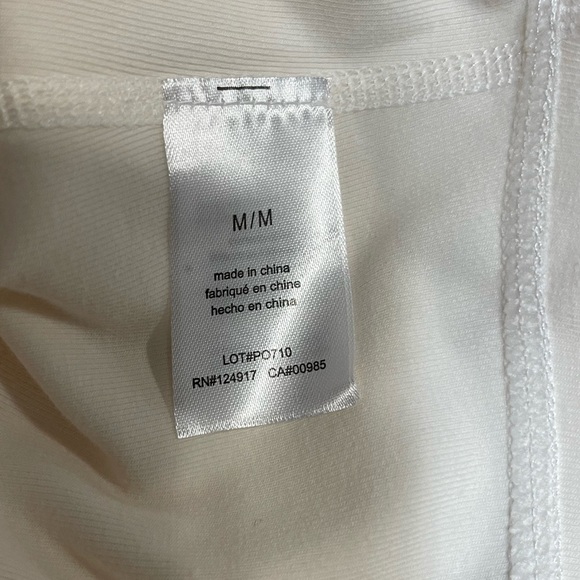 M/M
made in china
fabriqué en chine
hecho en china
LOT#PO710
RN#124917 CA#00985